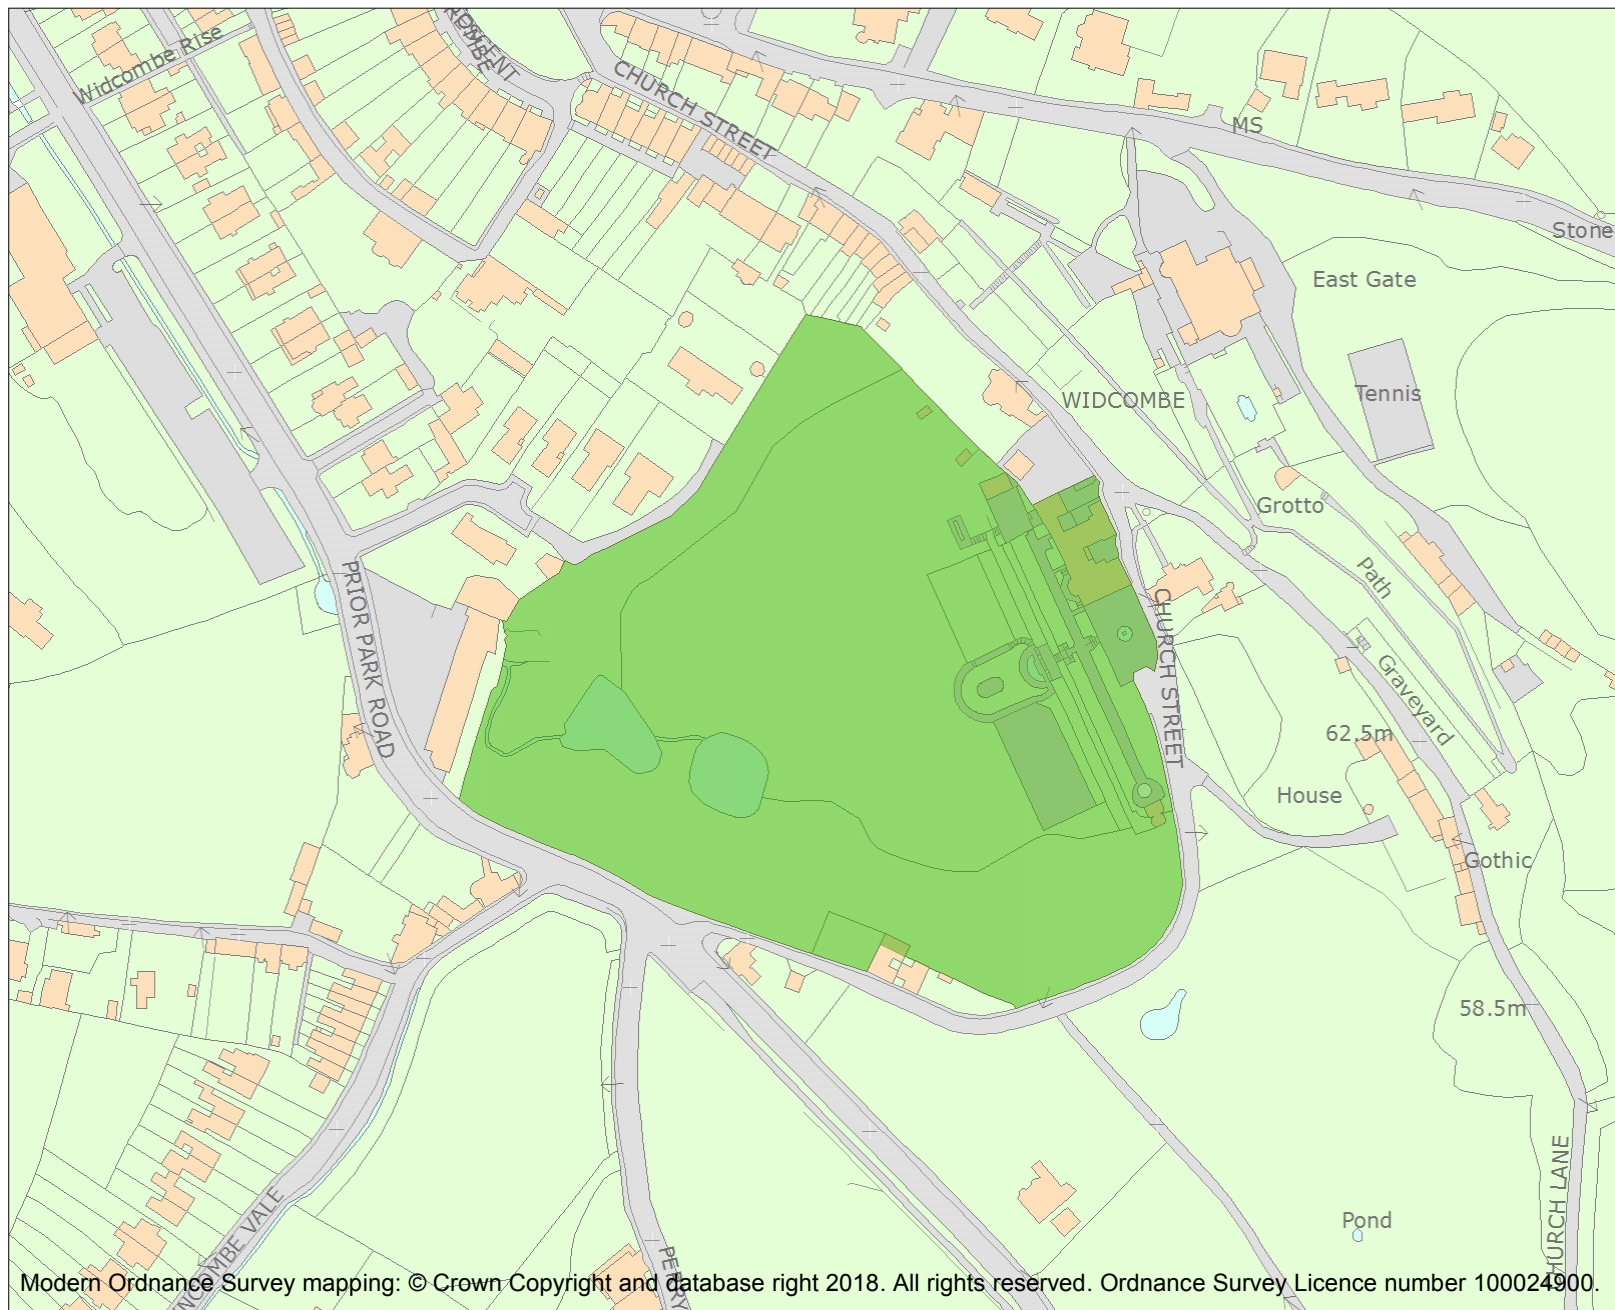 Widcombe Rise
CHURCH STREET
MS
Stone
East Gate
Tennis
WIDCOMBE
Grotto
Path
PRIOR PARK ROAD
CHURCH STREET
Graveyard
62.5m
House
Gothic
58.5m
Pond
PERRY
Modern Ordnance Survey mapping: © Crown Copyright and database right 2018. All rights reserved. Ordnance Survey Licence number 100024900.